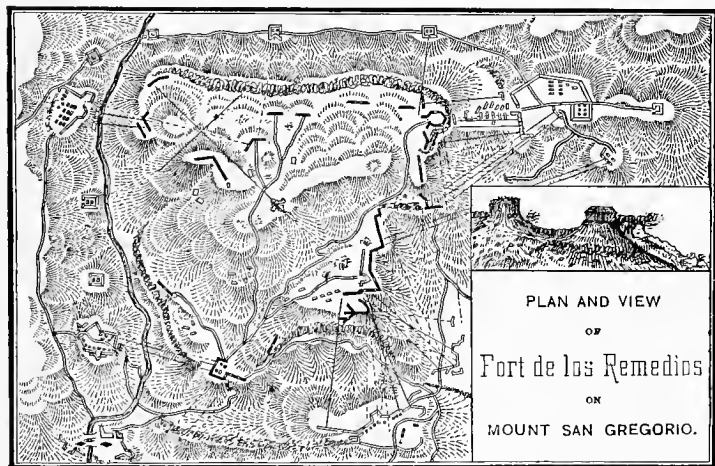 PLAN AND VIEW
OF
Fort de los Remedios
ON
MOUNT SAN GREGORIO.